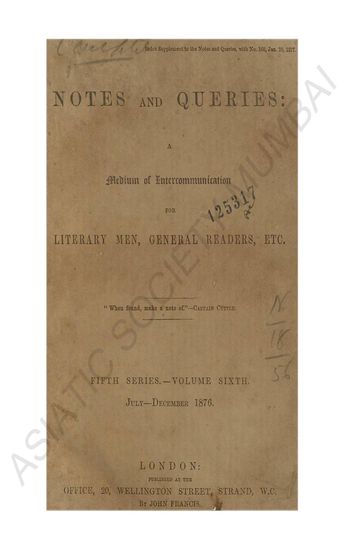 Index Supplement to the Notes and Queries, with No. 160, Jan. 20, 1877.
NOTES AND QUERIES:
A
Medium of Intercommunication
FOR
LITERARY MEN, GENERAL READERS, ETC.
125317
"When found, make a note of."—CAPTAIN CUTTLE.
N
18
56
FIFTH SERIES.—VOLUME SIXTH.
JULY—DECEMBER 1876.
LONDON:
PUBLISHED AT THE
OFFICE, 20, WELLINGTON STREET, STRAND, W.C.
BY JOHN FRANCIS.
ASIATIC SOCIETY MUMBAI